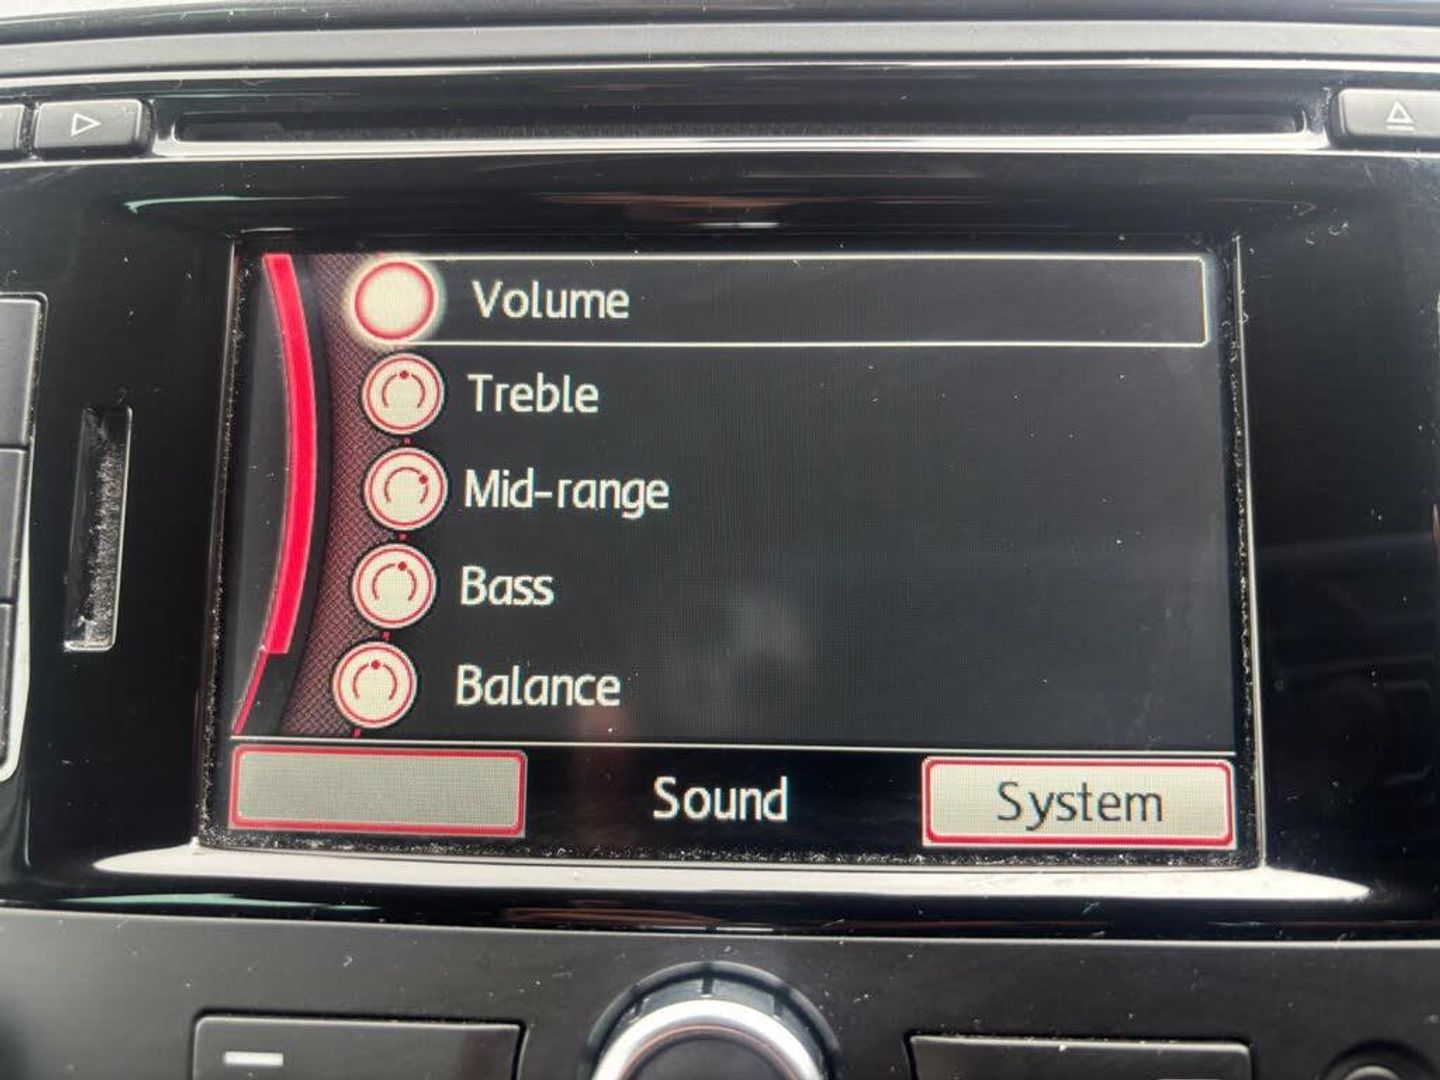 Volume
Treble
Mid-range
Bass
Balance
Sound
System